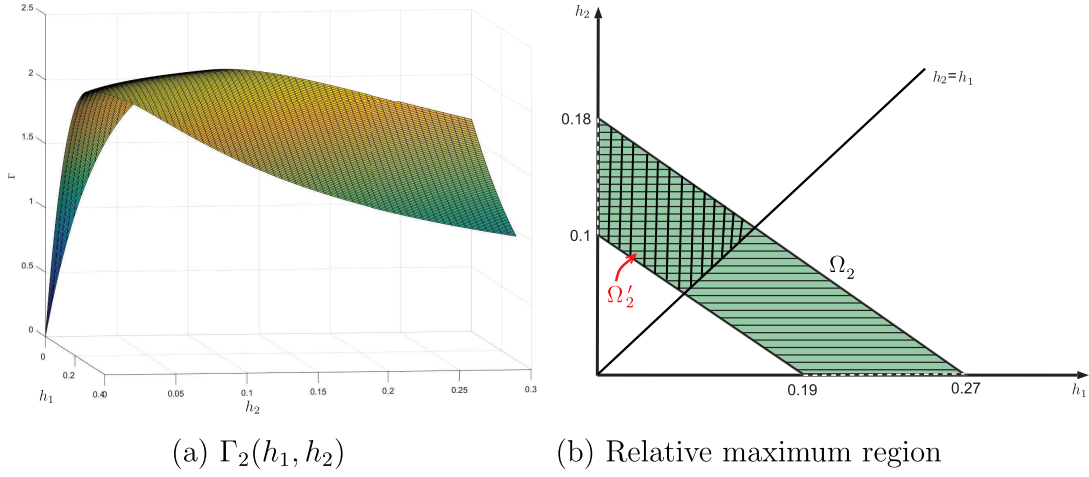 2.5
2
1.5
1
0.5
0
Γ
0
0.2
0.4
h₁
0
0.05
0.1
0.15
0.2
0.25
0.3
h₂
(a) Γ₂(h₁, h₂)
h₂
h₂=h₁
0.18
0.1
Ω₂
Ω₂′
0.19
0.27
h₁
(b) Relative maximum region